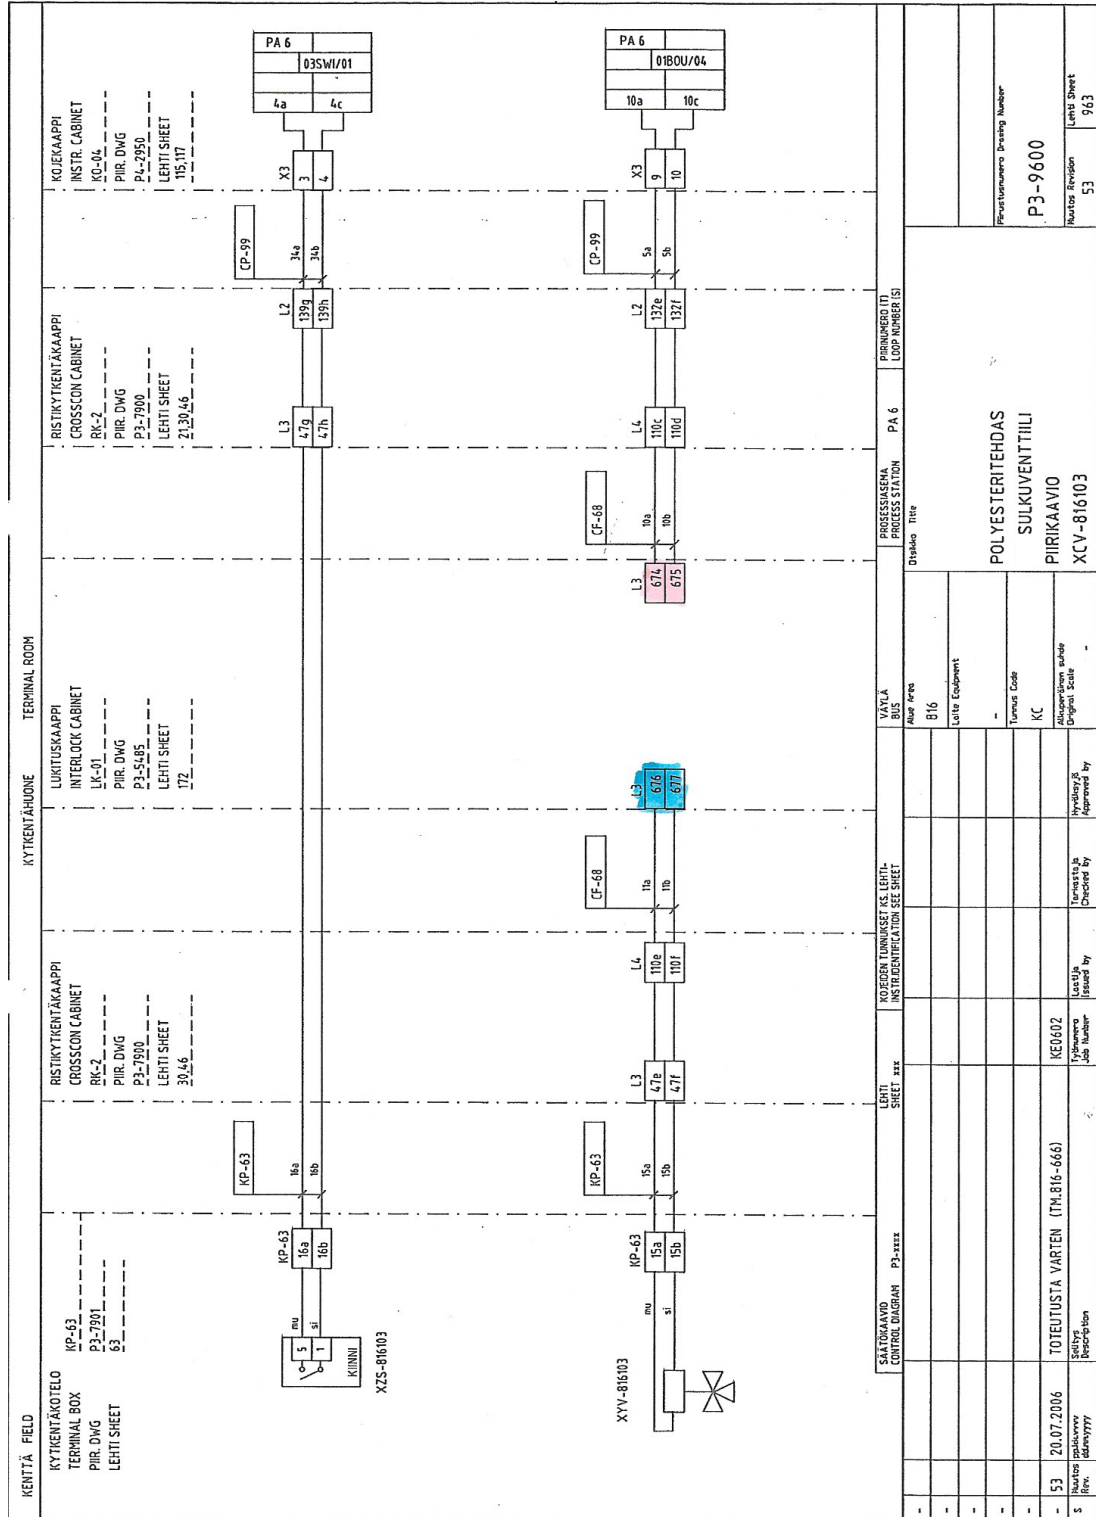 KENTTÄ FIELD
KYTKENTÄHUONE TERMINAL ROOM
KYTKENTÄKOTELO
TERMINAL BOX
KP-63
PIIR. DWG
P3-7901
LEHTI SHEET
63
RISTIKYTKENTÄKAAPPI
CROSSCON CABINET
RK-2
PIIR. DWG
P3-7900
LEHTI SHEET
30,46
LUKITUSKAAPPI
INTERLOCK CABINET
LK-01
PIIR. DWG
P3-5485
LEHTI SHEET
172
RISTIKYTKENTÄKAAPPI
CROSSCON CABINET
RK-2
PIIR. DWG
P3-7900
LEHTI SHEET
21,30,46
KOJEKAAPPI
INSTR. CABINET
KO-04
PIIR. DWG
P4-2950
LEHTI SHEET
115,117
KIINNI
5
1
XZS-816103
mu
si
KP-63
16a
16b
KP-63
16a
16b
L3
47g
47h
L2
139g
139h
CP-99
34a
34b
X3
3
4
PA 6
03SWI/01
4a
4c
XYV-816103
mu
si
KP-63
15a
15b
KP-63
15a
15b
L3
47e
47f
L4
110e
110f
CF-68
11a
11b
L3
676
677
L3
674
675
CF-68
10a
10b
L4
110c
110d
L2
132e
132f
CP-99
5a
5b
X3
9
10
PA 6
01BOU/04
10a
10c
SÄÄTÖKAAVIO
CONTROL DIAGRAM P3-xxxx
LEHTI
SHEET xxx
KOJEIDEN TUNNUKSET KS. LEHTI-
INSTR.IDENTIFICATION SEE SHEET
VÄYLÄ
BUS
PROSESSIASEMA
PROCESS STATION
PA 6
PIIRINUMERO (T)
LOOP NUMBER (S)
53 20.07.2006 TOTEUTUSTA VARTEN (TM.816-666) KE0602
S
Muutos
Rev.
pp.kk.vvvv
dd.mm.yyyy
Selitys
Description
Työnumero
Job Number
Laatija
Issued by
Tarkastaja
Checked by
Hyväksyjä
Approved by
Alue Area
816
Laite Equipment
-
Tunnus Code
KC
Alkuperäinen suhde
Original Scale
-
Otsikko Title
POLYESTERITEHDAS
SULKUVENTTIILI
PIIRIKAAVIO
XCV-816103
Piirustusnumero Drawing Number
P3-9600
Muutos Revision
53
Lehti Sheet
963